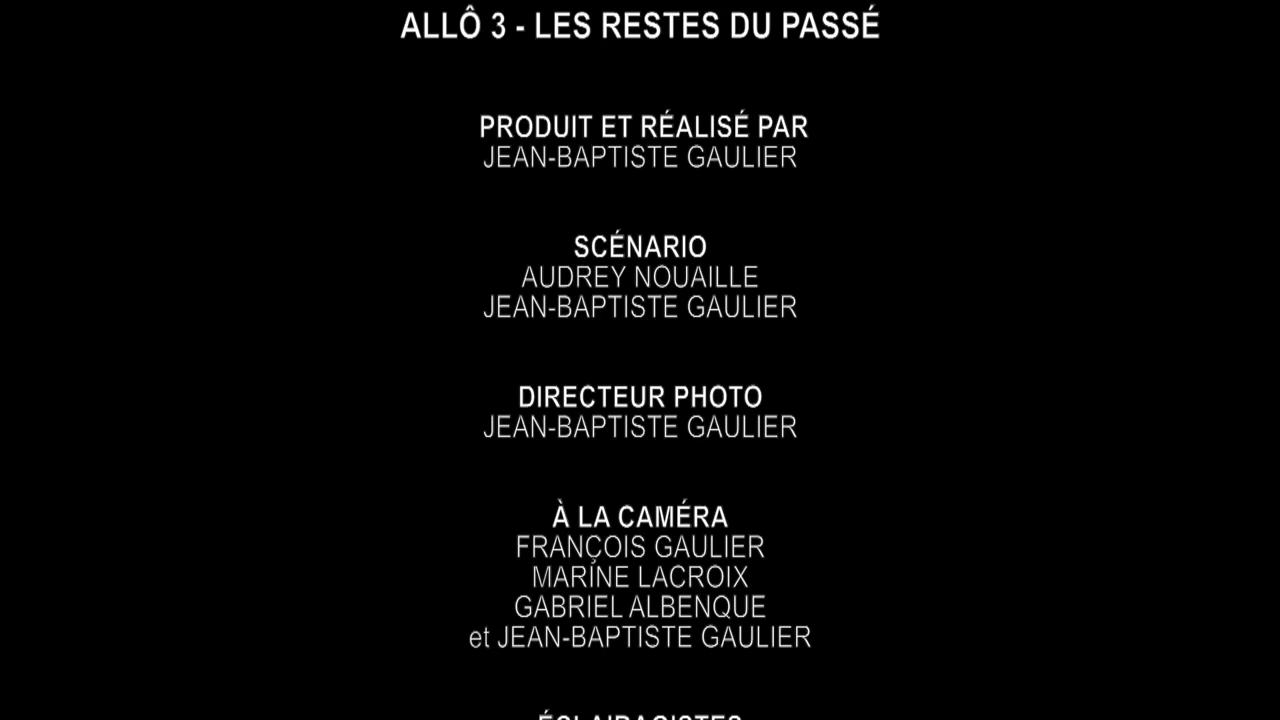 ALLÔ 3 - LES RESTES DU PASSÉ
PRODUIT ET RÉALISÉ PAR
JEAN-BAPTISTE GAULIER
SCÉNARIO
AUDREY NOUAILLE
JEAN-BAPTISTE GAULIER
DIRECTEUR PHOTO
JEAN-BAPTISTE GAULIER
À LA CAMÉRA
FRANÇOIS GAULIER
MARINE LACROIX
GABRIEL ALBENQUE
et JEAN-BAPTISTE GAULIER
ÉCLAIRAGISTES